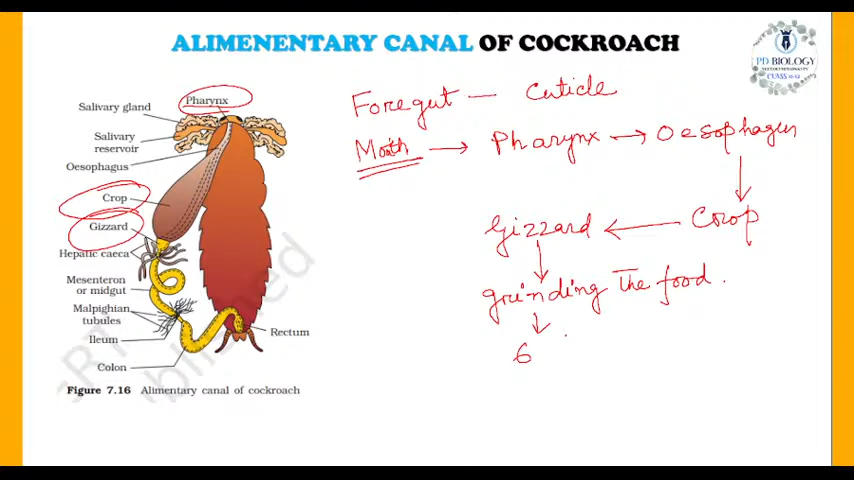 ALIMENENTARY CANAL OF COCKROACH
PD BIOLOGY
CLASS 11-12
Pharynx
Salivary gland
Salivary
reservoir
Oesophagus
Crop
Gizzard
Hepatic caeca
Mesenteron
or midgut
Malpighian
tubules
Ileum
Colon
Rectum
Figure 7.16 Alimentary canal of cockroach
Foregut — Cuticle
Mouth → Pharynx → Oesophagus
Gizzard ← Crop
grinding the food.
6